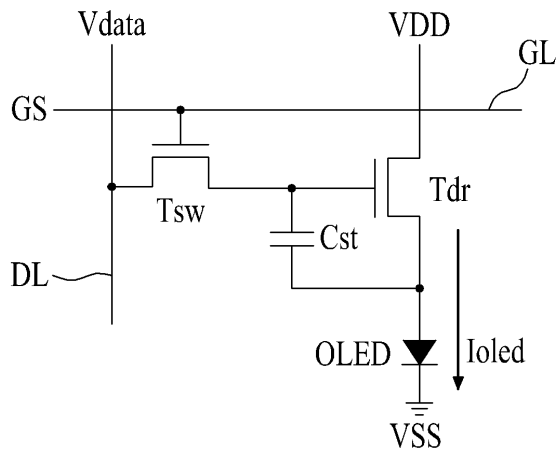 Vdata
VDD
GL
GS
Tsw
Tdr
Cst
DL
OLED
Ioled
VSS